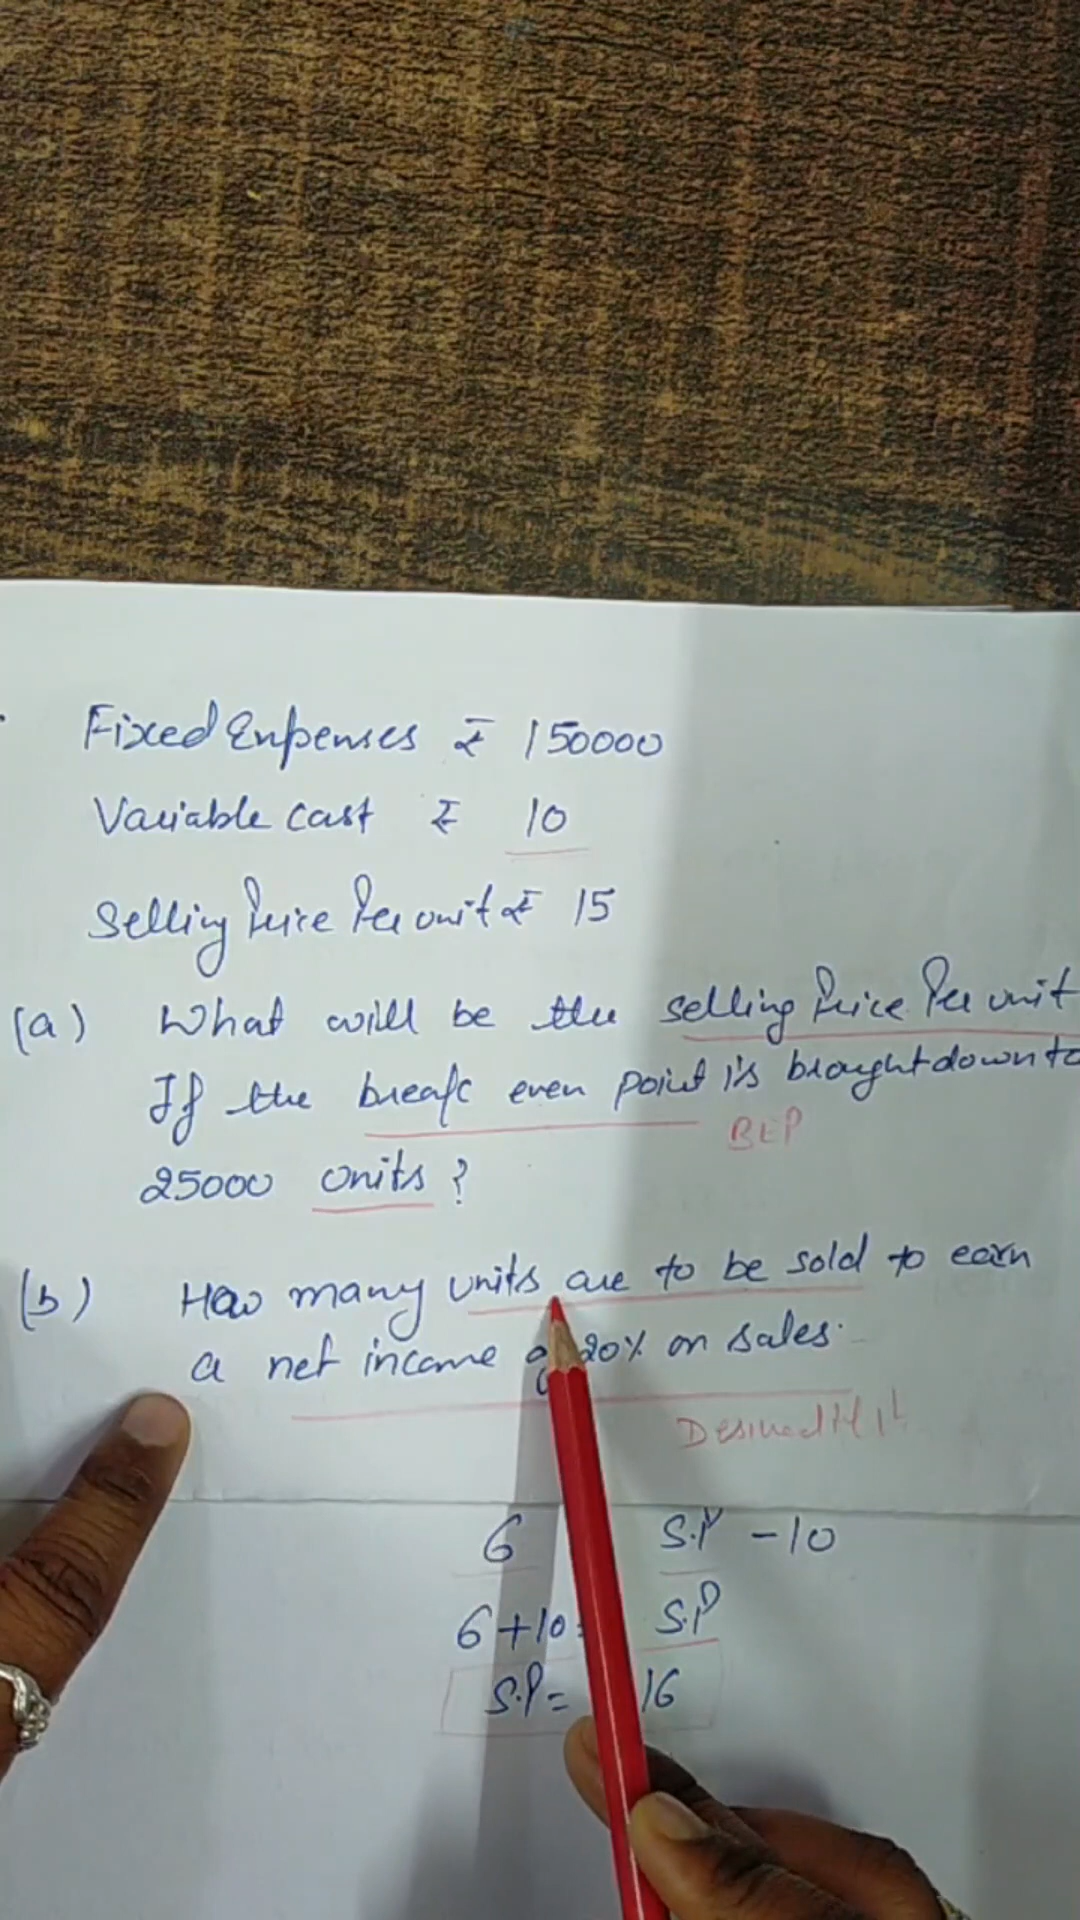 Fixed Expenses ₹ 150000
Variable cast ₹ 10
Selling Price Per unit ₹ 15
(a) What will be the selling Price Per unit
If the break even point is brought down to
BEP
25000 units ?
(b) How many units are to be sold to earn
a net income of 20% on sales.
6 S.P - 10
6+10 = S.P
S.P = 16